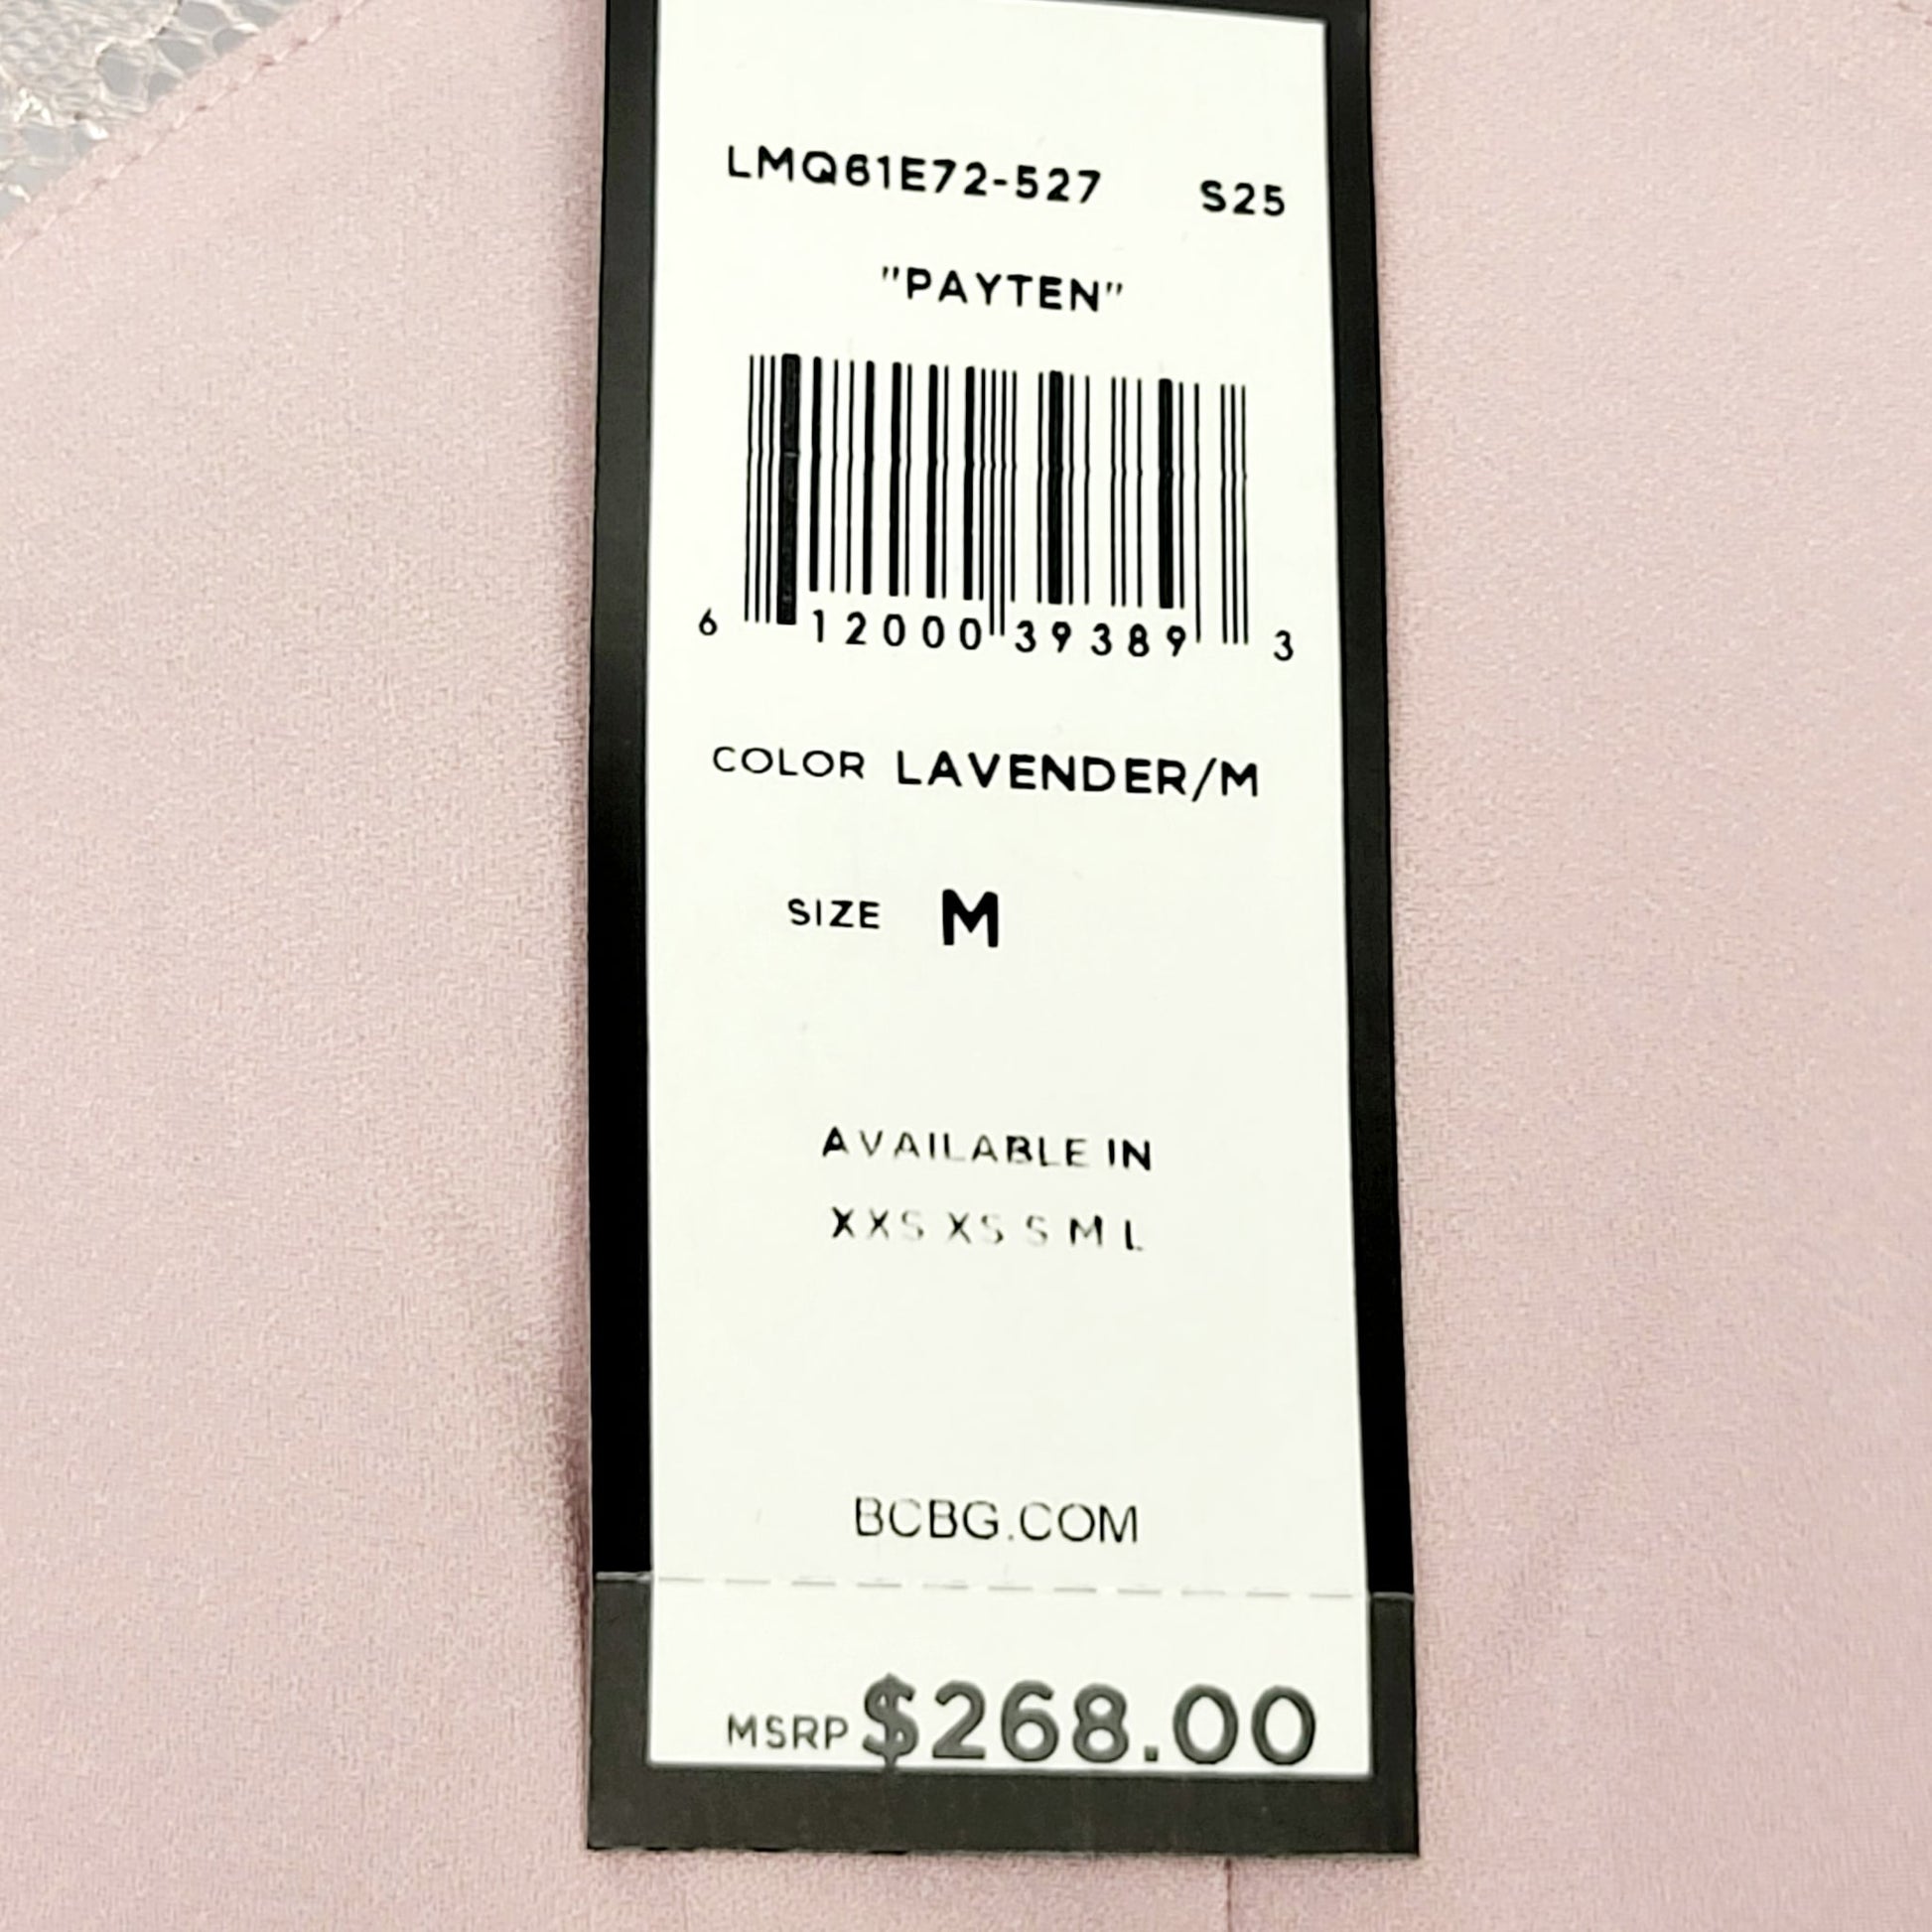 LMQ61E72-527 S25
"PAYTEN"
6 12000 39389 3
COLOR LAVENDER/M
SIZE M
AVAILABLE IN
XXS XS S M L
BCBG.COM
MSRP $268.00